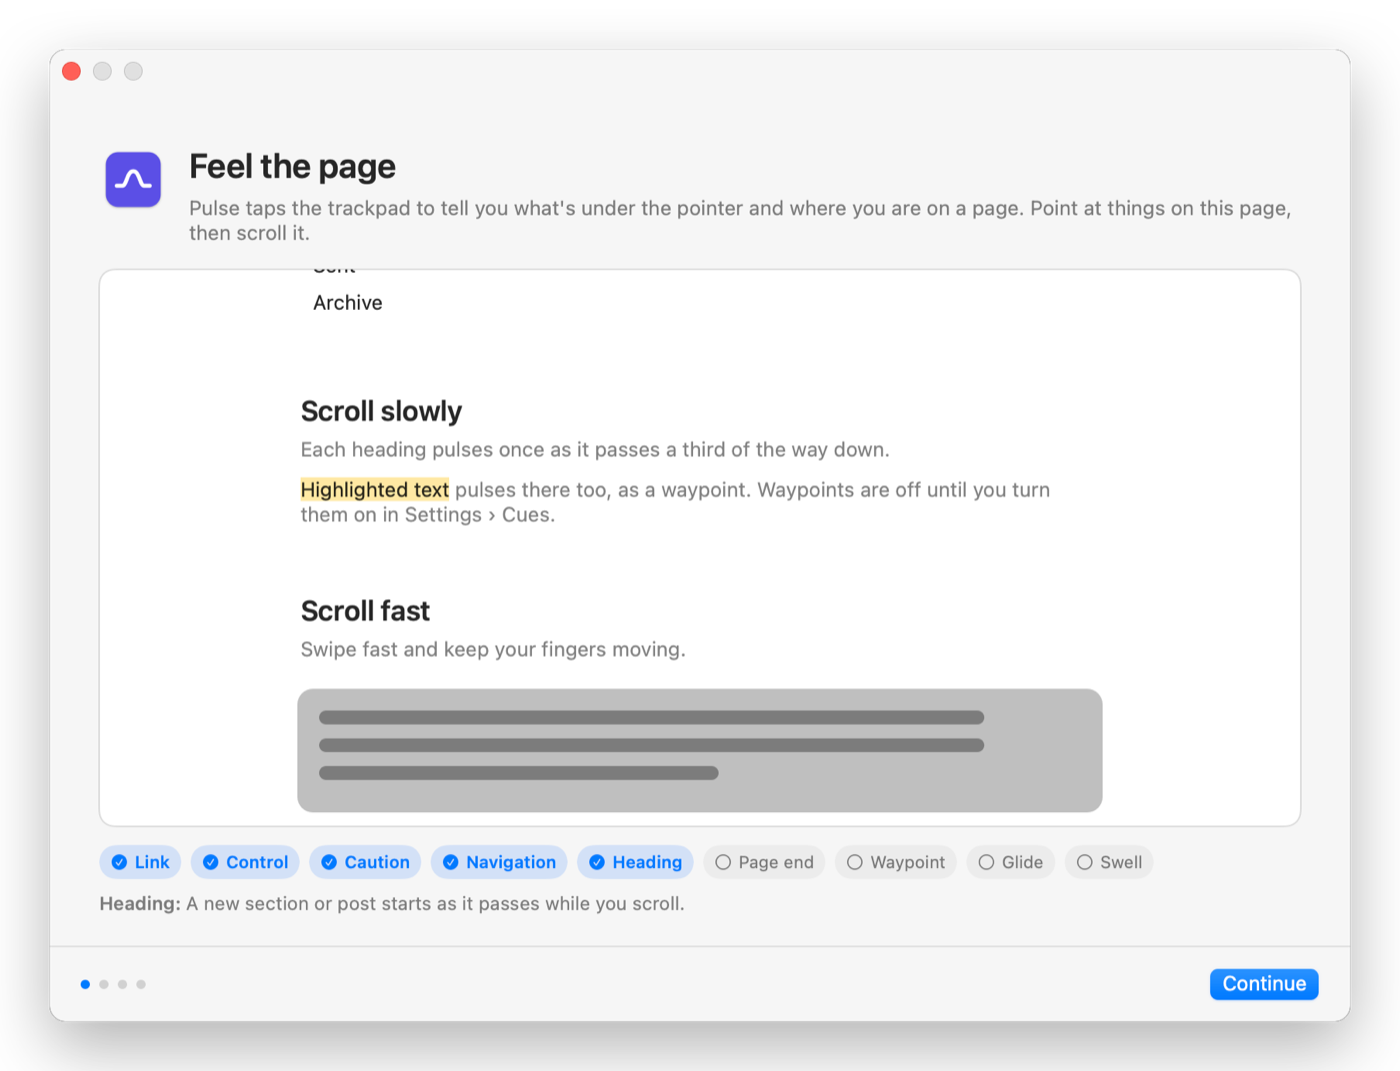 Feel the page
Pulse taps the trackpad to tell you what's under the pointer and where you are on a page. Point at things on this page,
then scroll it.
Sent
Archive
Scroll slowly
Each heading pulses once as it passes a third of the way down.
Highlighted text pulses there too, as a waypoint. Waypoints are off until you turn
them on in Settings › Cues.
Scroll fast
Swipe fast and keep your fingers moving.
Link Control Caution Navigation Heading Page end Waypoint Glide Swell
Heading: A new section or post starts as it passes while you scroll.
Continue